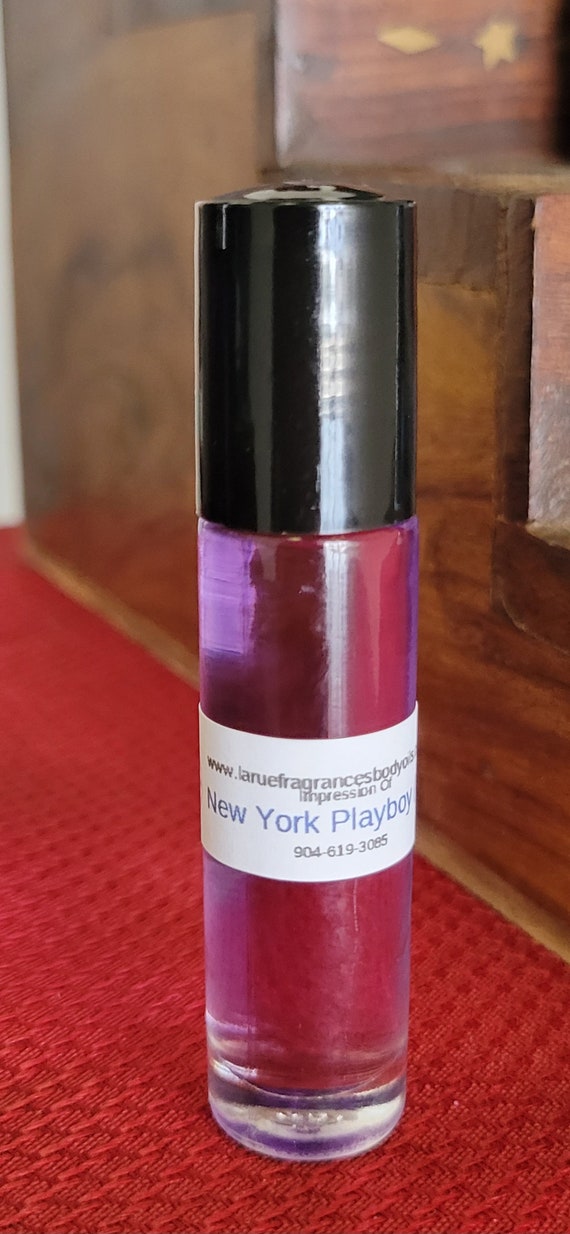 www.laruefragrancesbodyoils.
Impression Of
New York Playboy
904-619-3085